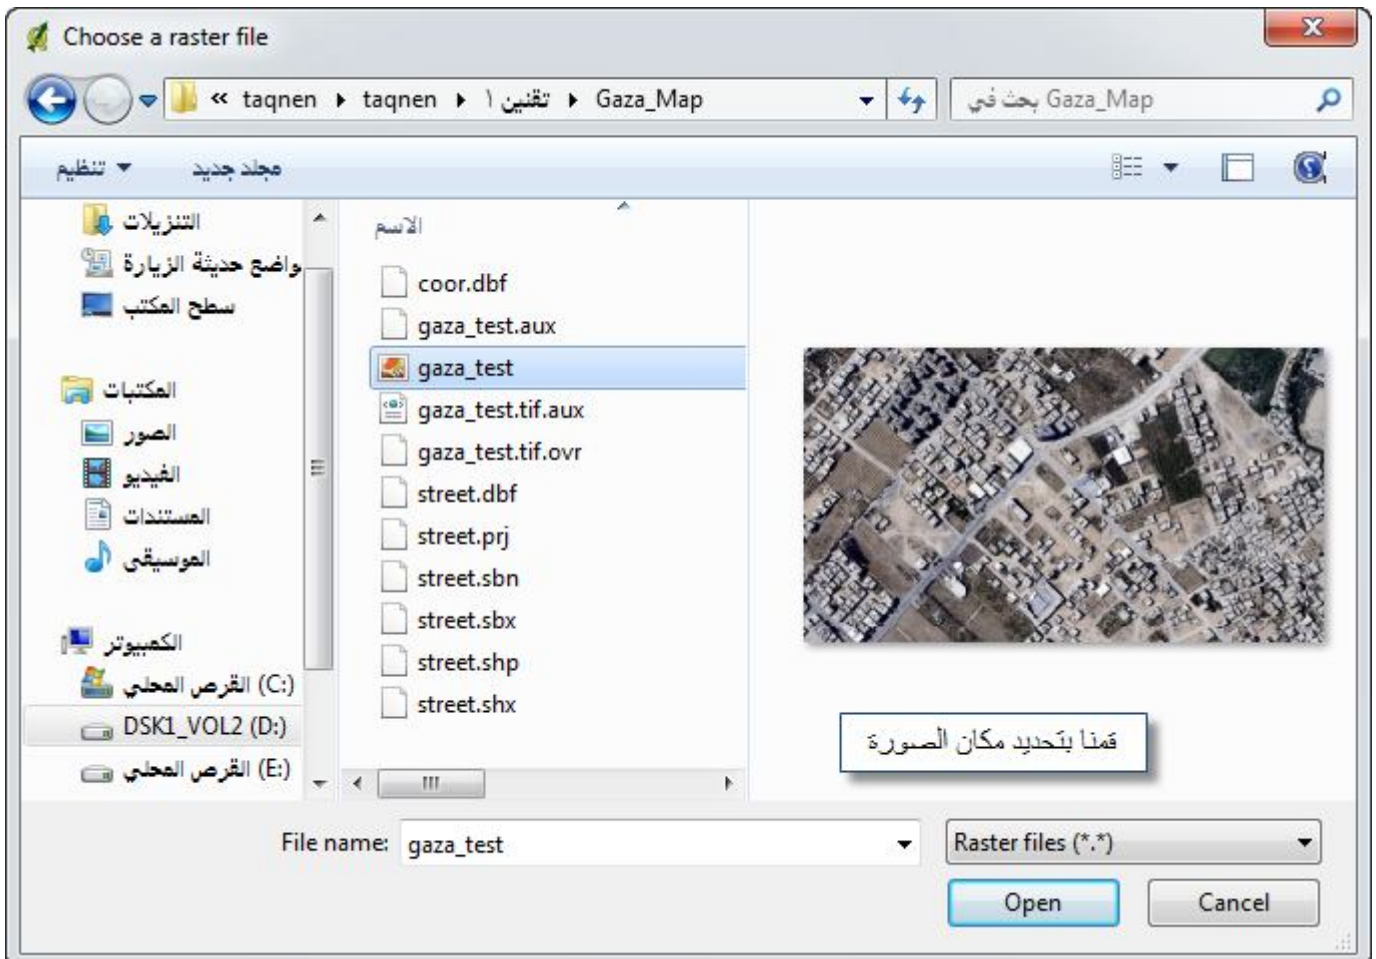 Choose a raster file
« taqnen ▸ taqnen ▸ تقنين ١ ▸ Gaza_Map
بحث في Gaza_Map
تنظيم
مجلد جديد
التنزيلات
واضع حديثة الزيارة
سطح المكتب
المكتبات
الصور
الفيديو
المستندات
الموسيقى
الكمبيوتر
القرص المحلي (C:)
DSK1_VOL2 (D:)
القرص المحلي (E:)
الاسم
coor.dbf
gaza_test.aux
gaza_test
gaza_test.tif.aux
gaza_test.tif.ovr
street.dbf
street.prj
street.sbn
street.sbx
street.shp
street.shx
قمنا بتحديد مكان الصورة
File name: gaza_test
Raster files (*.*)
Open
Cancel